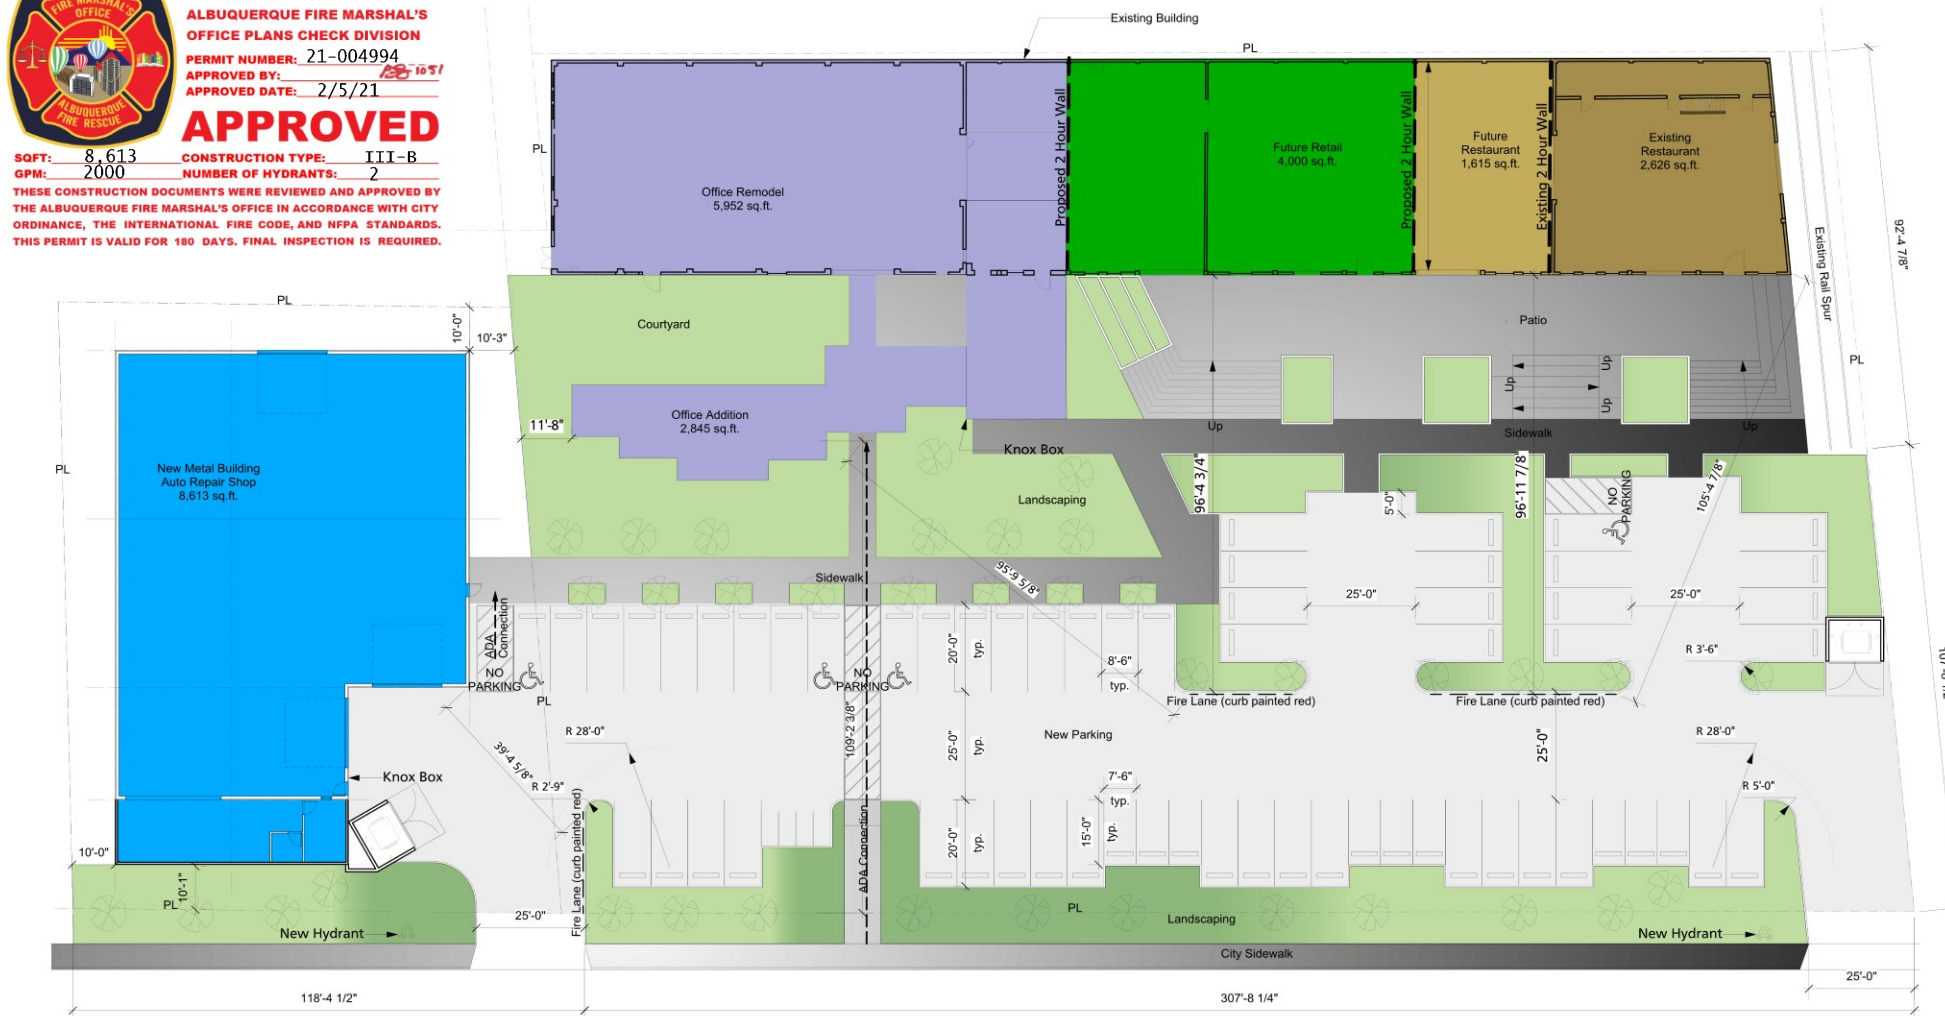 FIRE MARSHAL'S
OFFICE
ALBUQUERQUE
FIRE RESCUE
ALBUQUERQUE FIRE MARSHAL'S
OFFICE PLANS CHECK DIVISION
PERMIT NUMBER: 21-004994
APPROVED BY:
APPROVED DATE: 2/5/21
APPROVED
SQFT: 8,613 CONSTRUCTION TYPE: III-B
GPM: 2000 NUMBER OF HYDRANTS: 2
THESE CONSTRUCTION DOCUMENTS WERE REVIEWED AND APPROVED BY
THE ALBUQUERQUE FIRE MARSHAL'S OFFICE IN ACCORDANCE WITH CITY
ORDINANCE, THE INTERNATIONAL FIRE CODE, AND NFPA STANDARDS.
THIS PERMIT IS VALID FOR 180 DAYS. FINAL INSPECTION IS REQUIRED.
Existing Building
PL
PL
Office Remodel
5,952 sq.ft.
Proposed 2 Hour Wall
Future Retail
4,000 sq.ft.
Proposed 2 Hour Wall
Future
Restaurant
1,615 sq.ft.
Existing 2 Hour Wall
Existing
Restaurant
2,626 sq.ft.
Existing Rail Spur
92'-4 7/8"
PL
PL
10'-0"
10'-3"
Courtyard
Patio
Up
Up
Up
Up
Up
Sidewalk
Office Addition
2,845 sq.ft.
11'-8"
Knox Box
Landscaping
PL
New Metal Building
Auto Repair Shop
8,613 sq.ft.
96'-4 3/4"
5'-0"
96'-11 7/8"
NO
PARKING
105'-4 7/8"
95'-9 5/8"
Sidewalk
25'-0"
25'-0"
ADA
Connection
NO
PARKING
PL
NO
PARKING
20'-0"
typ.
8'-6"
typ.
R 3'-6"
Fire Lane (curb painted red)
Fire Lane (curb painted red)
39'-4 5/8"
R 28'-0"
R 2'-9"
109'-2 3/8"
25'-0"
typ.
New Parking
25'-0"
R 28'-0"
R 5'-0"
Knox Box
7'-6"
typ.
15'-0"
typ.
20'-0"
typ.
ADA Connection
Fire Lane (curb painted red)
10'-0"
10'-1"
PL
25'-0"
New Hydrant
PL
Landscaping
New Hydrant
City Sidewalk
118'-4 1/2"
307'-8 1/4"
25'-0"